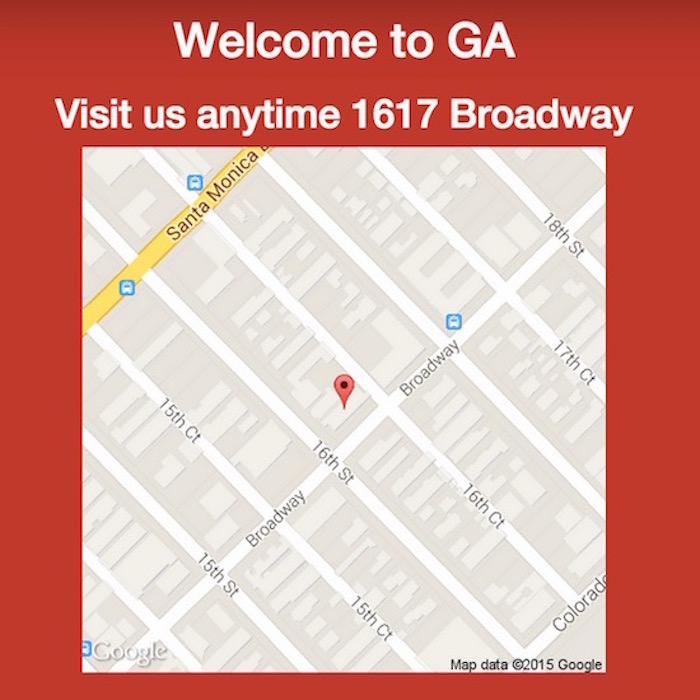 Welcome to GA
Visit us anytime 1617 Broadway
Santa Monica
18th St
Broadway
17th Ct
15th Ct
16th St
16th Ct
Broadway
15th St
15th Ct
Colorad
Google
Map data ©2015 Google